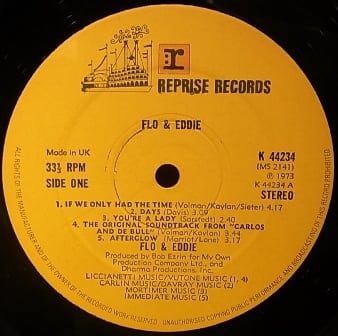 r
REPRISE RECORDS
FLO & EDDIE
Made in UK
33⅓ RPM
SIDE ONE
K 44234
(MS 2141)
℗ 1973
K 44234 A
STEREO
1. IF WE ONLY HAD THE TIME (Volman/Kaylan/Sieter) 4.17
2. DAYS (Davis) 3.09
3. YOU'RE A LADY (Sarstedt) 2.40
4. THE ORIGINAL SOUNDTRACK FROM "CARLOS
AND DE BULL" (Volman/Kaylan) 3.44
5. AFTERGLOW (Marriot/Lane) 3.19
FLO & EDDIE
Produced by Bob Ezrin for My Own
Production Company Ltd., and
Dharma Productions, Inc.
LICCIANETTI MUSIC/VUTONE MUSIC (1, 4)
CARLIN MUSIC/DAVRAY MUSIC (2)
MORTIMER MUSIC (3)
IMMEDIATE MUSIC (5)
ALL RIGHTS OF THE MANUFACTURER AND OF THE OWNER OF THE RECORDED WORK RESERVED · UNAUTHORISED COPYING PUBLIC PERFORMANCE AND BROADCASTING OF THIS RECORD PROHIBITED